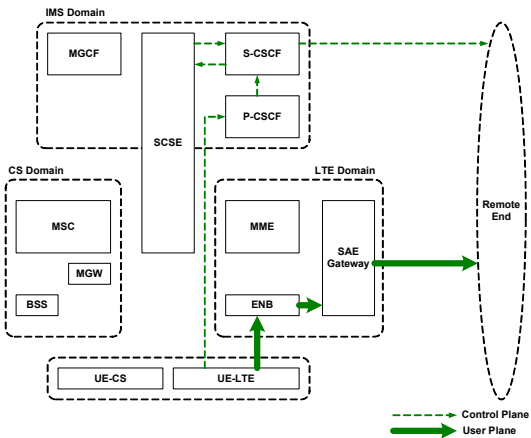 IMS Domain
MGCF
S-CSCF
P-CSCF
SCSE
CS Domain
LTE Domain
MSC
MME
SAE
Gateway
Remote
End
MGW
BSS
ENB
UE-CS
UE-LTE
Control Plane
User Plane